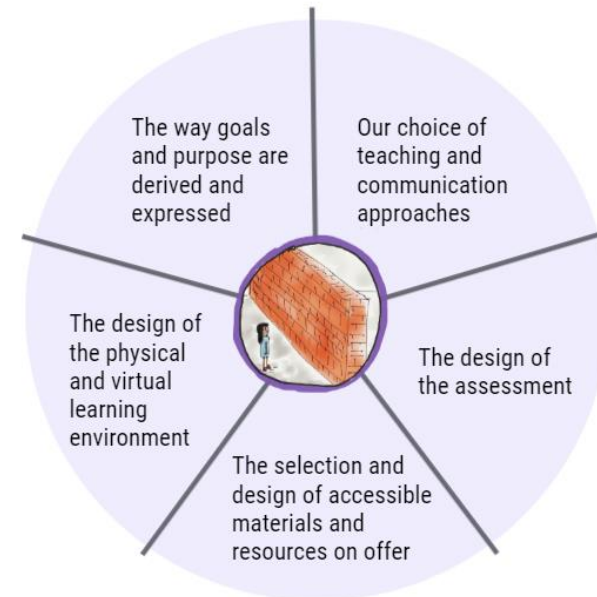 The way goals
and purpose are
derived and
expressed
Our choice of
teaching and
communication
approaches
The design of
the assessment
The selection and
design of accessible
materials and
resources on offer
The design of
the physical
and virtual
learning
environment